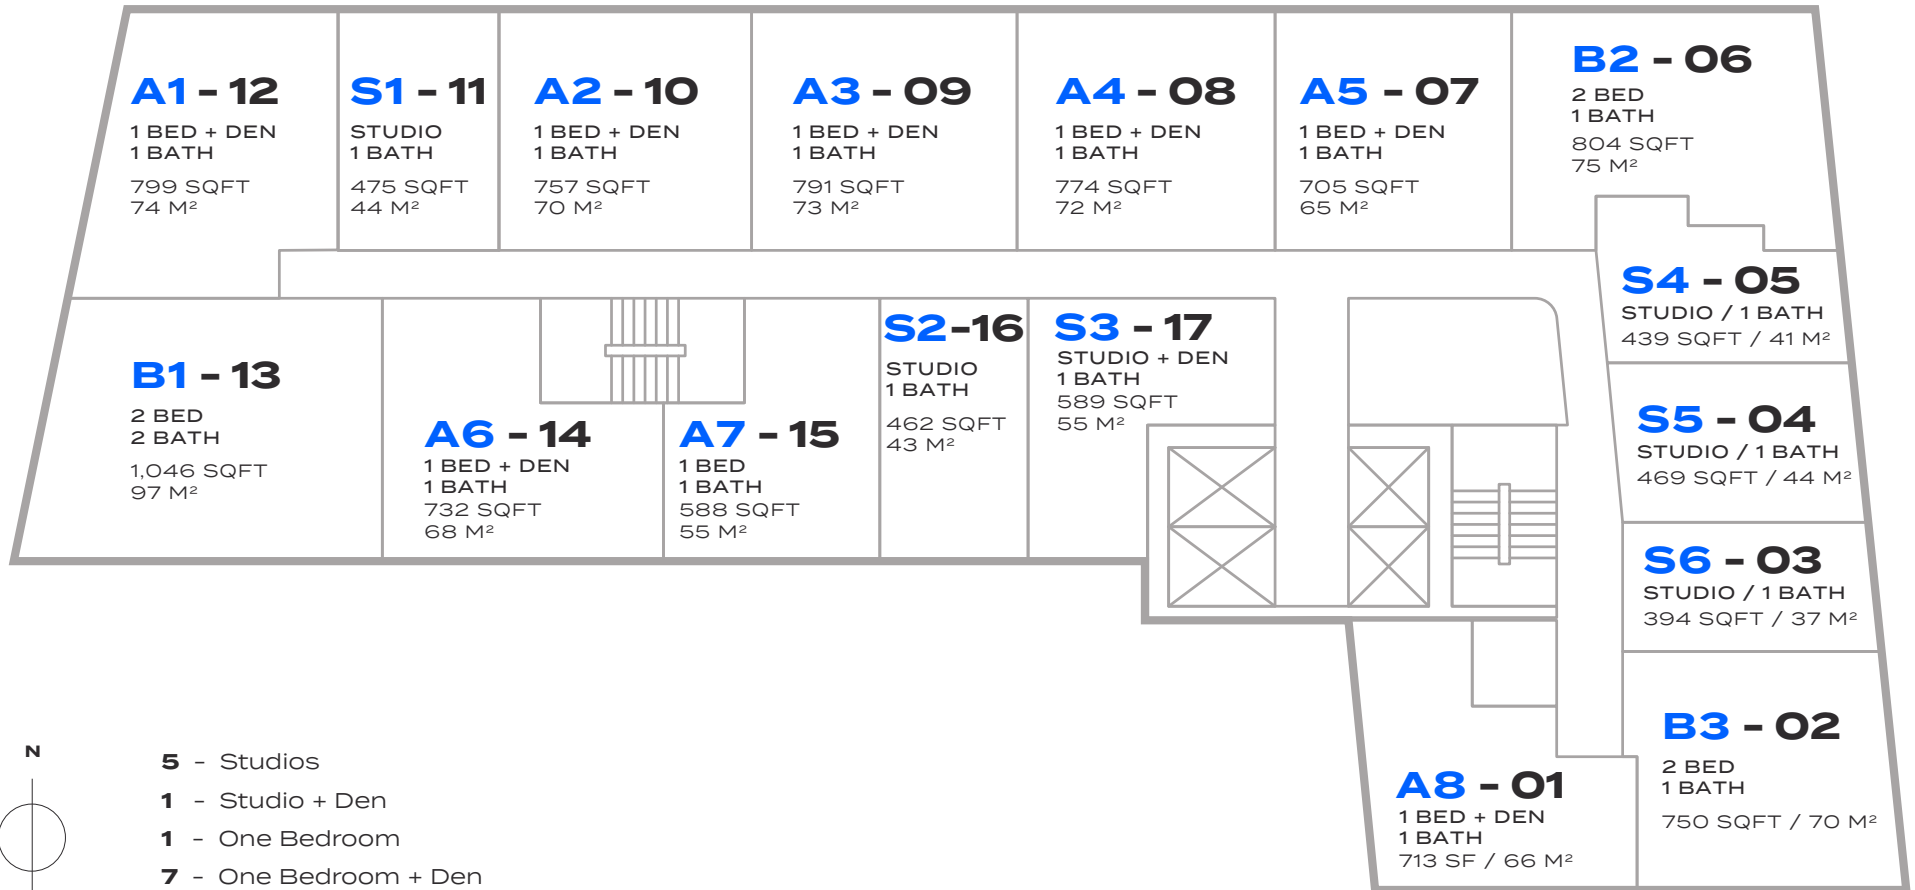 A1 - 12
1 BED + DEN
1 BATH
799 SQFT
74 M²
S1 - 11
STUDIO
1 BATH
475 SQFT
44 M²
A2 - 10
1 BED + DEN
1 BATH
757 SQFT
70 M²
A3 - 09
1 BED + DEN
1 BATH
791 SQFT
73 M²
A4 - 08
1 BED + DEN
1 BATH
774 SQFT
72 M²
A5 - 07
1 BED + DEN
1 BATH
705 SQFT
65 M²
B2 - 06
2 BED
1 BATH
804 SQFT
75 M²
S4 - 05
STUDIO / 1 BATH
439 SQFT / 41 M²
B1 - 13
2 BED
2 BATH
1,046 SQFT
97 M²
A6 - 14
1 BED + DEN
1 BATH
732 SQFT
68 M²
A7 - 15
1 BED
1 BATH
588 SQFT
55 M²
S2-16
STUDIO
1 BATH
462 SQFT
43 M²
S3 - 17
STUDIO + DEN
1 BATH
589 SQFT
55 M²
S5 - 04
STUDIO / 1 BATH
469 SQFT / 44 M²
S6 - 03
STUDIO / 1 BATH
394 SQFT / 37 M²
B3 - 02
2 BED
1 BATH
750 SQFT / 70 M²
A8 - 01
1 BED + DEN
1 BATH
713 SF / 66 M²
N
5 - Studios
1 - Studio + Den
1 - One Bedroom
7 - One Bedroom + Den